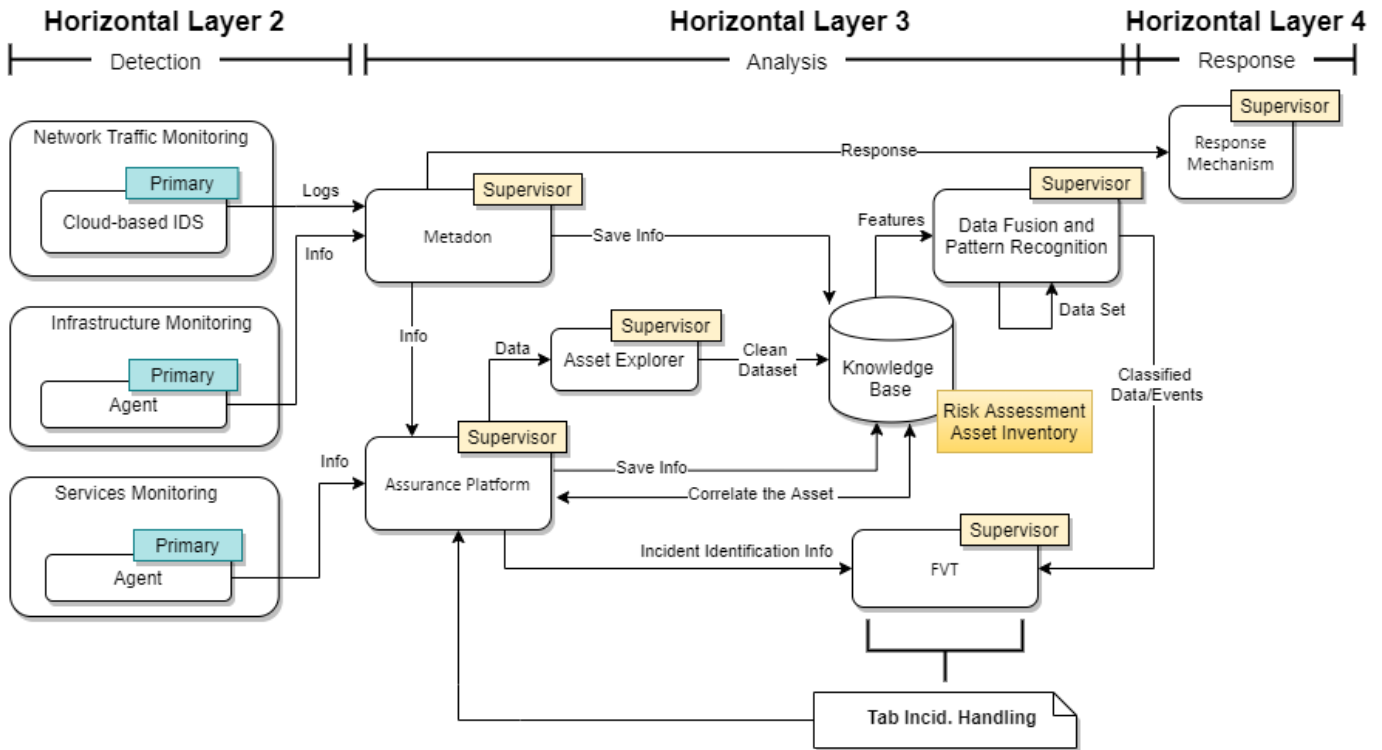 Horizontal Layer 2
Horizontal Layer 3
Horizontal Layer 4
Detection
Analysis
Response
Network Traffic Monitoring
Primary
Cloud-based IDS
Logs
Info
Infrastructure Monitoring
Primary
Agent
Services Monitoring
Primary
Agent
Info
Supervisor
Metadon
Response
Supervisor
Response
Mechanism
Save Info
Features
Supervisor
Data Fusion and
Pattern Recognition
Data Set
Info
Data
Supervisor
Asset Explorer
Clean
Dataset
Knowledge
Base
Risk Assessment
Asset Inventory
Classified
Data/Events
Supervisor
Assurance Platform
Save Info
Correlate the Asset
Incident Identification Info
Supervisor
FVT
Tab Incid. Handling